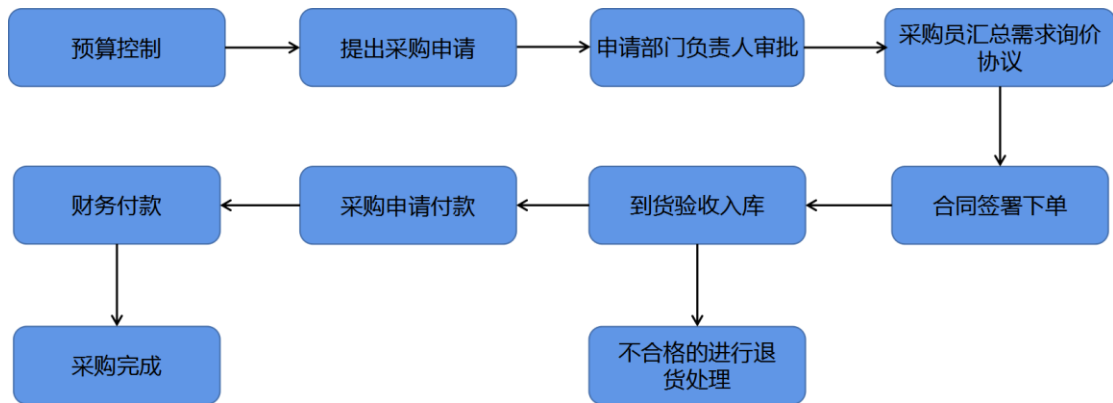 预算控制
提出采购申请
申请部门负责人审批
采购员汇总需求询价
协议
财务付款
采购申请付款
到货验收入库
合同签署下单
采购完成
不合格的进行退
货处理